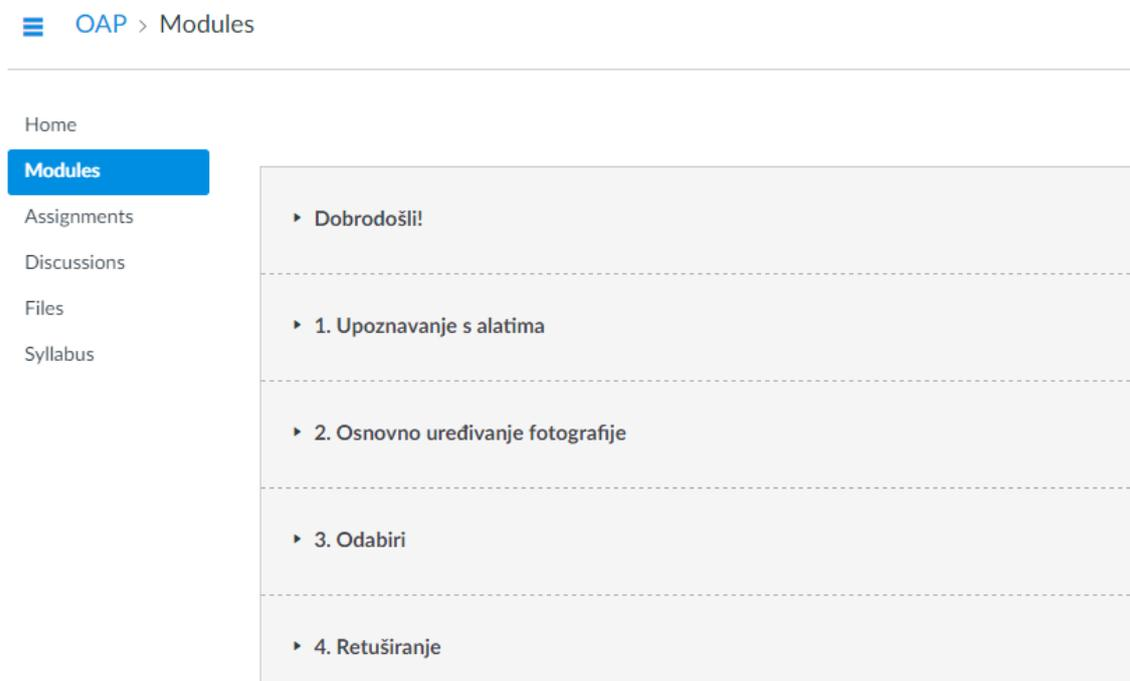 OAP > Modules
Home
Modules
Assignments
Discussions
Files
Syllabus
Dobrodošli!
1. Upoznavanje s alatima
2. Osnovno uređivanje fotografije
3. Odabiri
4. Retuširanje